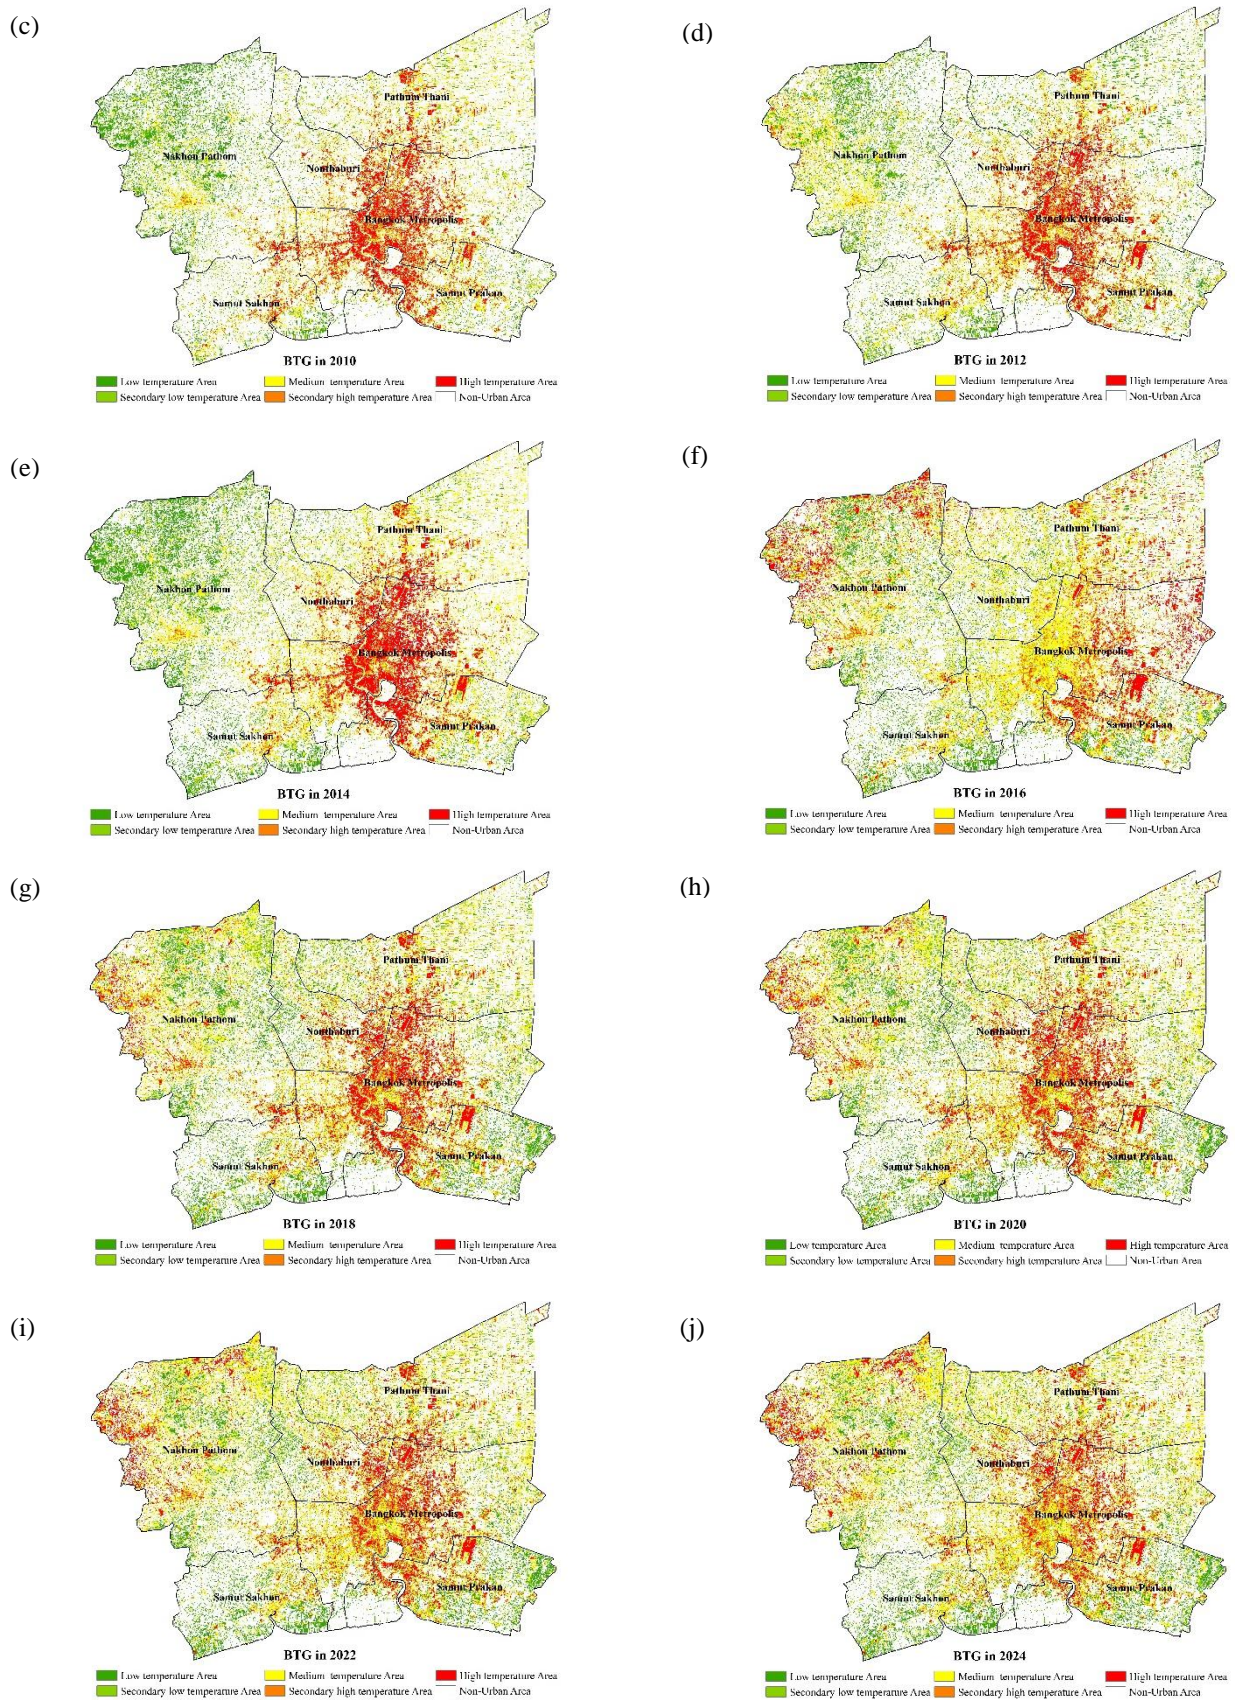 (c)
Pathum Thani
Nakhon Pathom
Nonthaburi
Bangkok Metropolis
Samut Sakhon
Samut Prakan
BTG in 2010
Low temperature Area
Medium temperature Area
High temperature Area
Secondary low temperature Area
Secondary high temperature Area
Non-Urban Area
(d)
Pathum Thani
Nakhon Pathom
Nonthaburi
Bangkok Metropolis
Samut Sakhon
Samut Prakan
BTG in 2012
Low temperature Area
Medium temperature Area
High temperature Area
Secondary low temperature Area
Secondary high temperature Area
Non-Urban Area
(e)
Pathum Thani
Nakhon Pathom
Nonthaburi
Bangkok Metropolis
Samut Sakhon
Samut Prakan
BTG in 2014
Low temperature Area
Medium temperature Area
High temperature Area
Secondary low temperature Area
Secondary high temperature Area
Non-Urban Area
(f)
Pathum Thani
Nakhon Pathom
Nonthaburi
Bangkok Metropolis
Samut Sakhon
Samut Prakan
BTG in 2016
Low temperature Area
Medium temperature Area
High temperature Area
Secondary low temperature Area
Secondary high temperature Area
Non-Urban Area
(g)
Pathum Thani
Nakhon Pathom
Nonthaburi
Bangkok Metropolis
Samut Sakhon
Samut Prakan
BTG in 2018
Low temperature Area
Medium temperature Area
High temperature Area
Secondary low temperature Area
Secondary high temperature Area
Non-Urban Area
(h)
Pathum Thani
Nakhon Pathom
Nonthaburi
Bangkok Metropolis
Samut Sakhon
Samut Prakan
BTG in 2020
Low temperature Area
Medium temperature Area
High temperature Area
Secondary low temperature Area
Secondary high temperature Area
Non-Urban Area
(i)
Pathum Thani
Nakhon Pathom
Nonthaburi
Bangkok Metropolis
Samut Sakhon
Samut Prakan
BTG in 2022
Low temperature Area
Medium temperature Area
High temperature Area
Secondary low temperature Area
Secondary high temperature Area
Non-Urban Area
(j)
Pathum Thani
Nakhon Pathom
Nonthaburi
Bangkok Metropolis
Samut Sakhon
Samut Prakan
BTG in 2024
Low temperature Area
Medium temperature Area
High temperature Area
Secondary low temperature Area
Secondary high temperature Area
Non-Urban Area